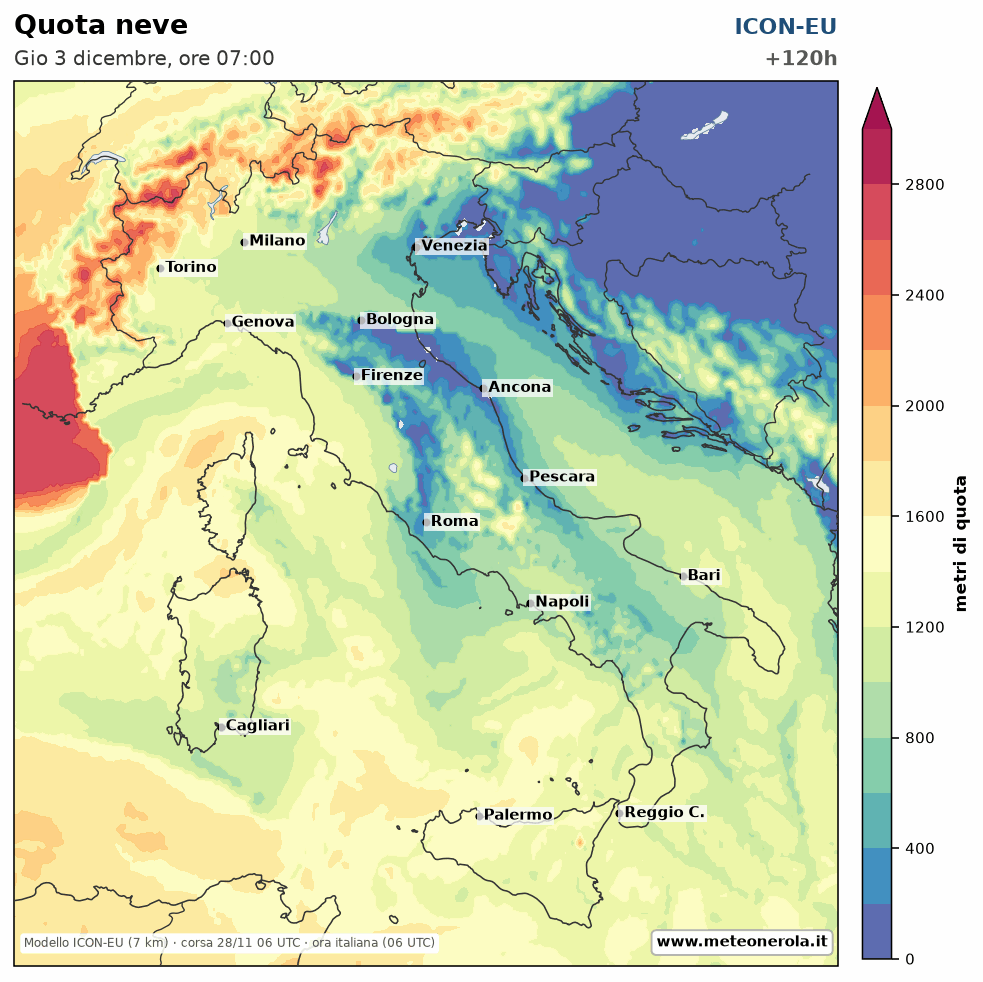 Quota neve
ICON-EU
Gio 3 dicembre, ore 07:00
+120h
Milano
Venezia
Torino
Genova
Bologna
Firenze
Ancona
Pescara
Roma
Bari
Napoli
Cagliari
Palermo
Reggio C.
2800
2400
2000
1600
1200
800
400
0
metri di quota
Modello ICON-EU (7 km) · corsa 28/11 06 UTC · ora italiana (06 UTC)
www.meteonerola.it